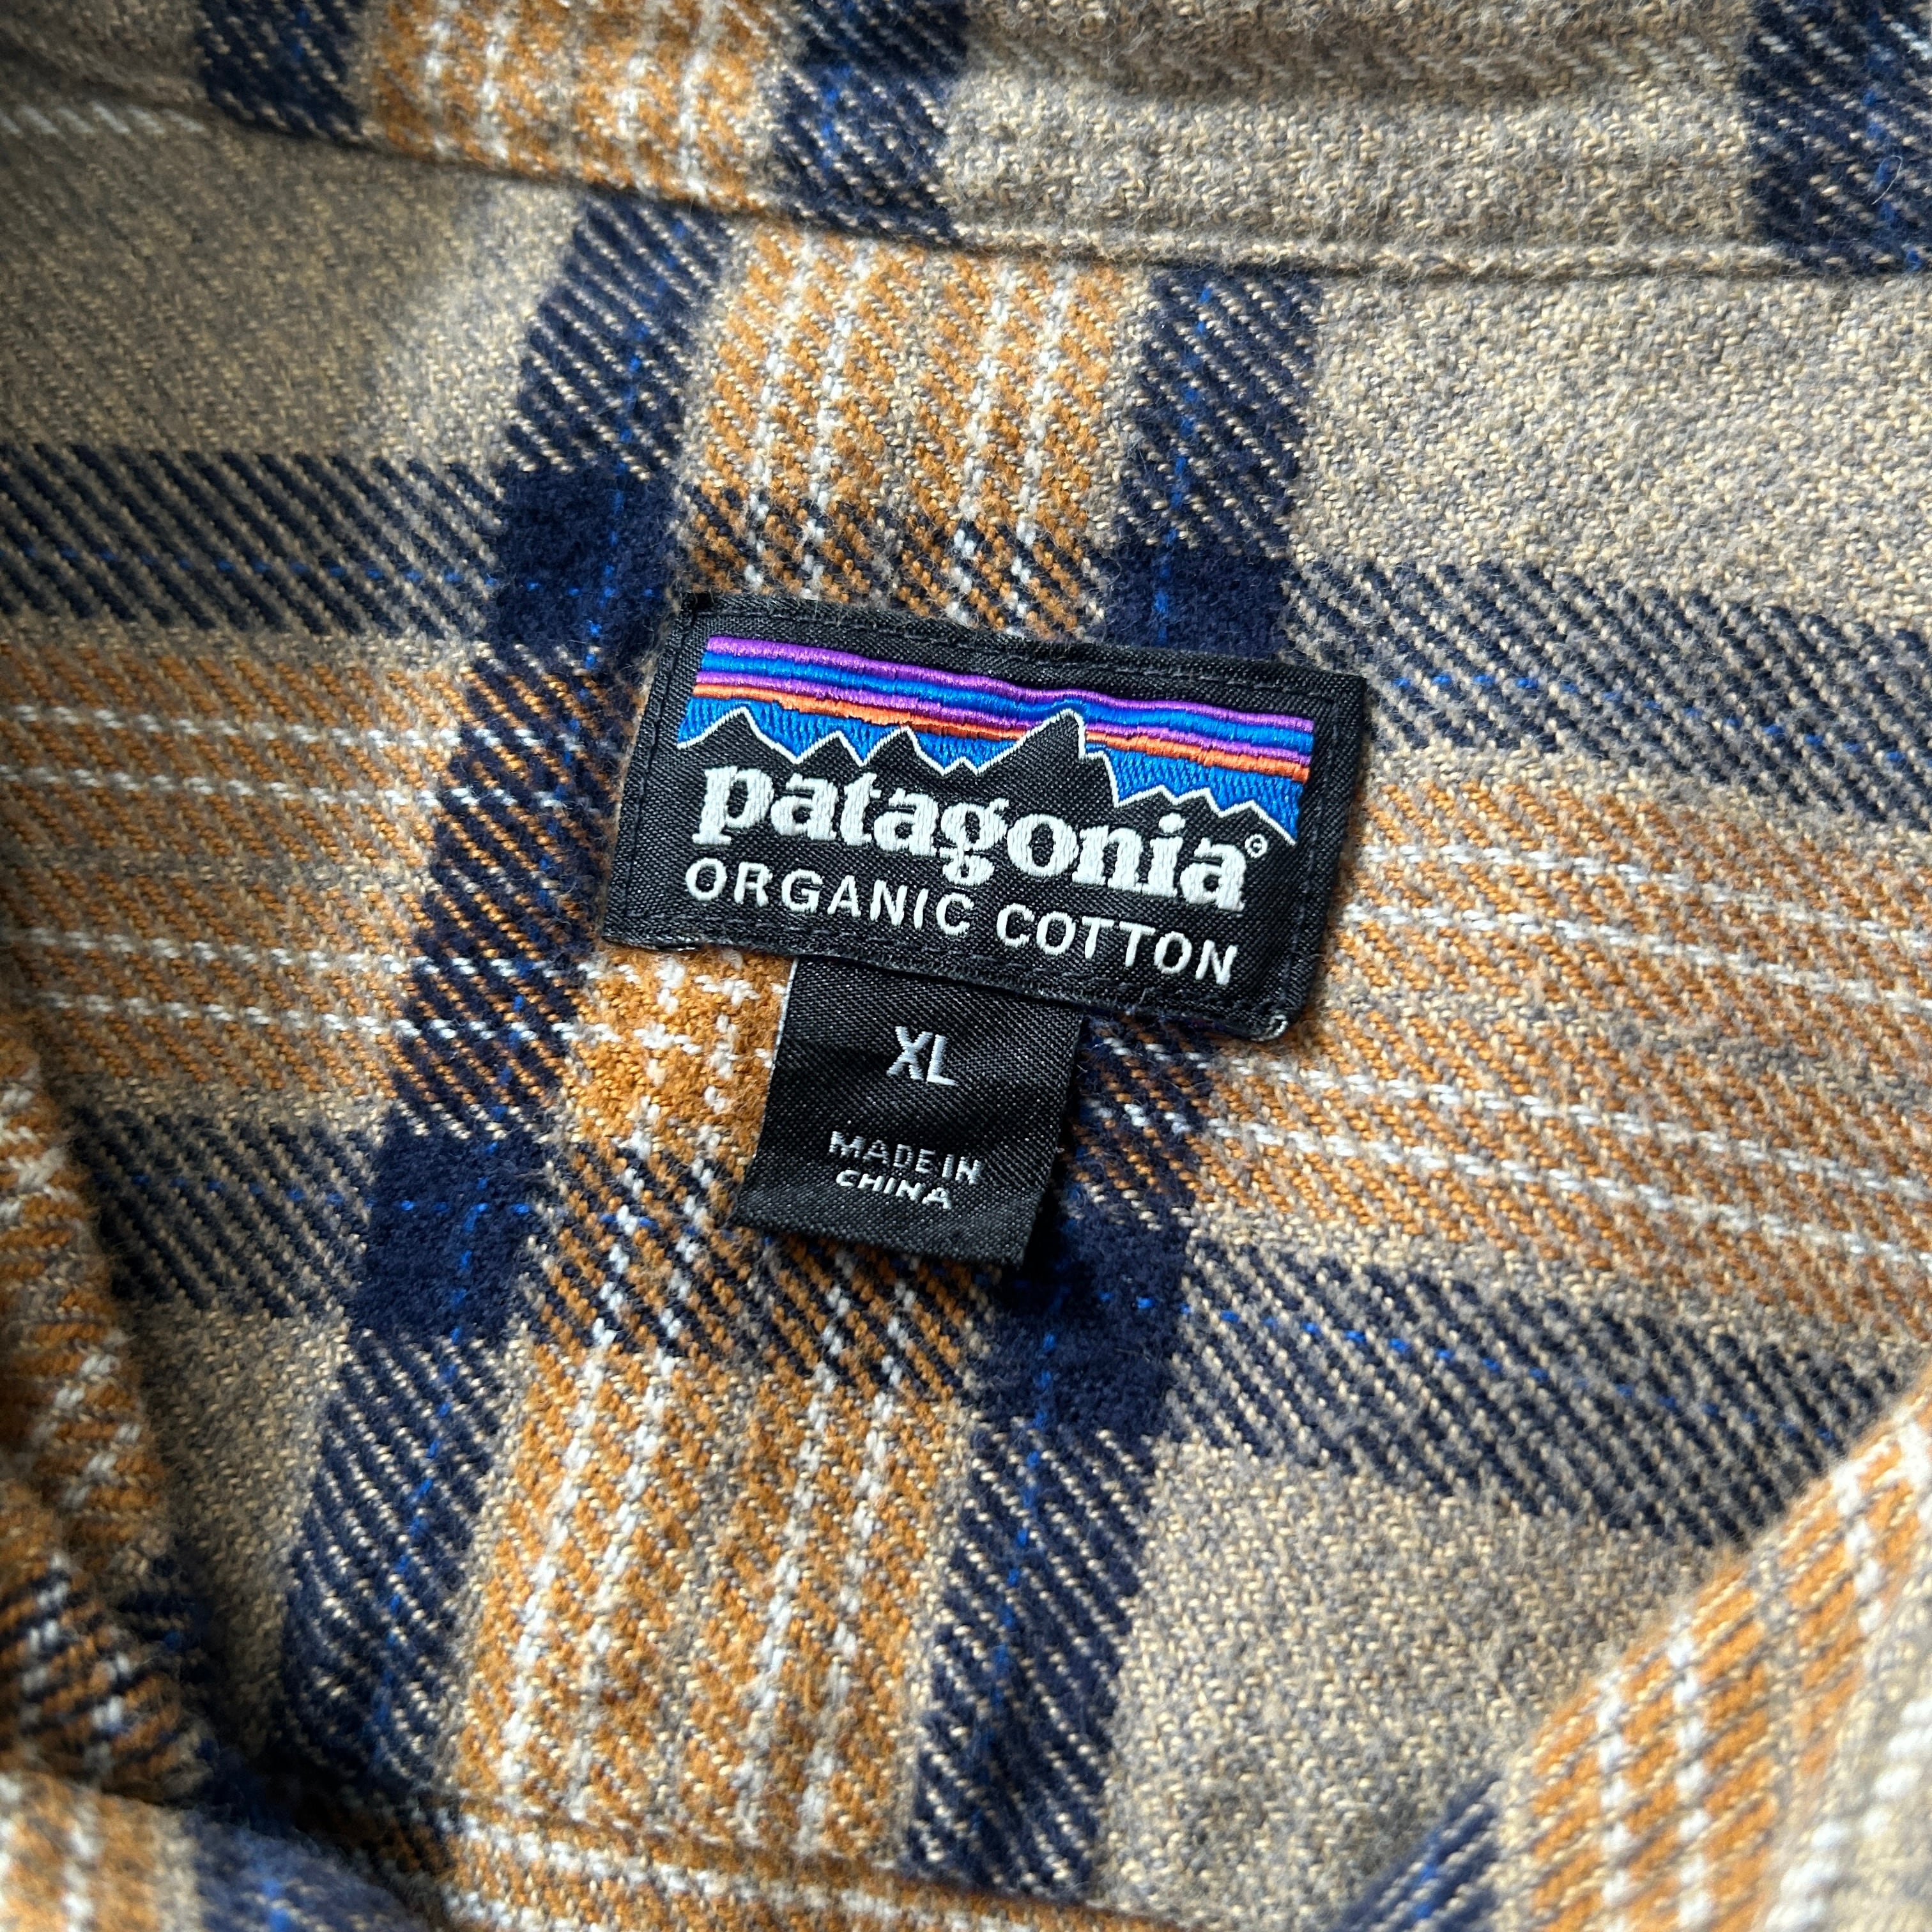 patagonia®
ORGANIC COTTON
XL
MADE IN
CHINA